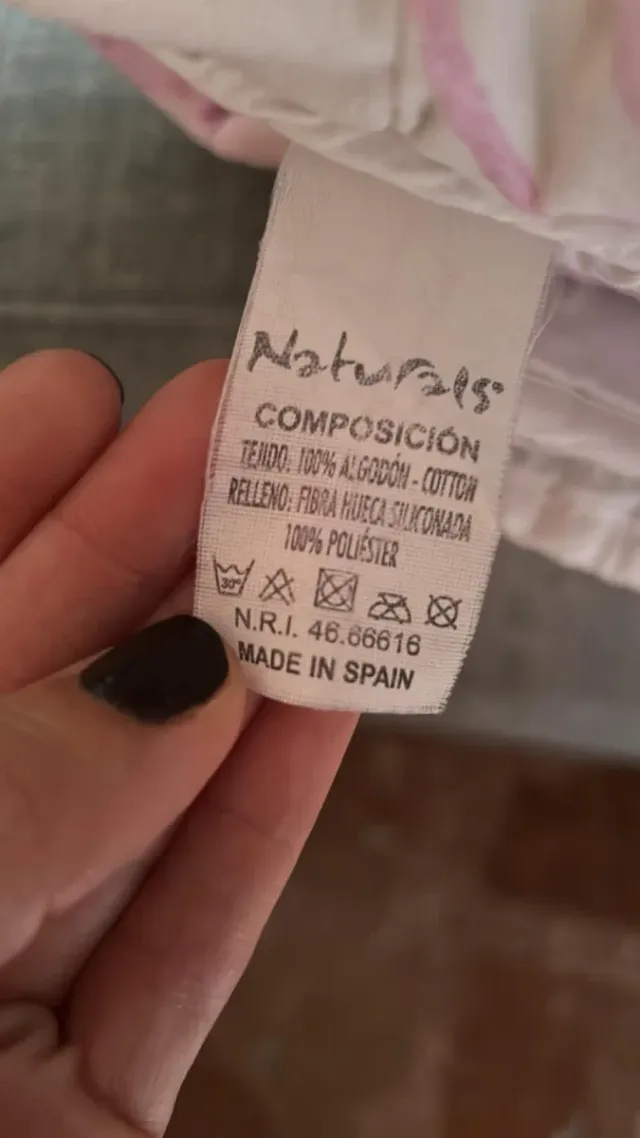 Naturals
COMPOSICIÓN
TEJIDO: 100% ALGODÓN - COTTON
RELLENO: FIBRA HUECA SILICONADA
100% POLIÉSTER
30°
N.R.I. 46.66616
MADE IN SPAIN